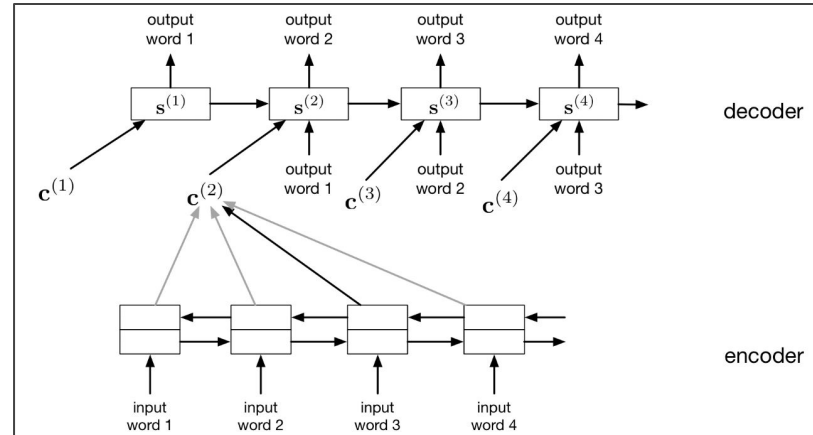 output word 1
output word 2
output word 3
output word 4
s(1)
s(2)
s(3)
s(4)
decoder
output word 1
output word 2
output word 3
c(1)
c(2)
c(3)
c(4)
encoder
input word 1
input word 2
input word 3
input word 4